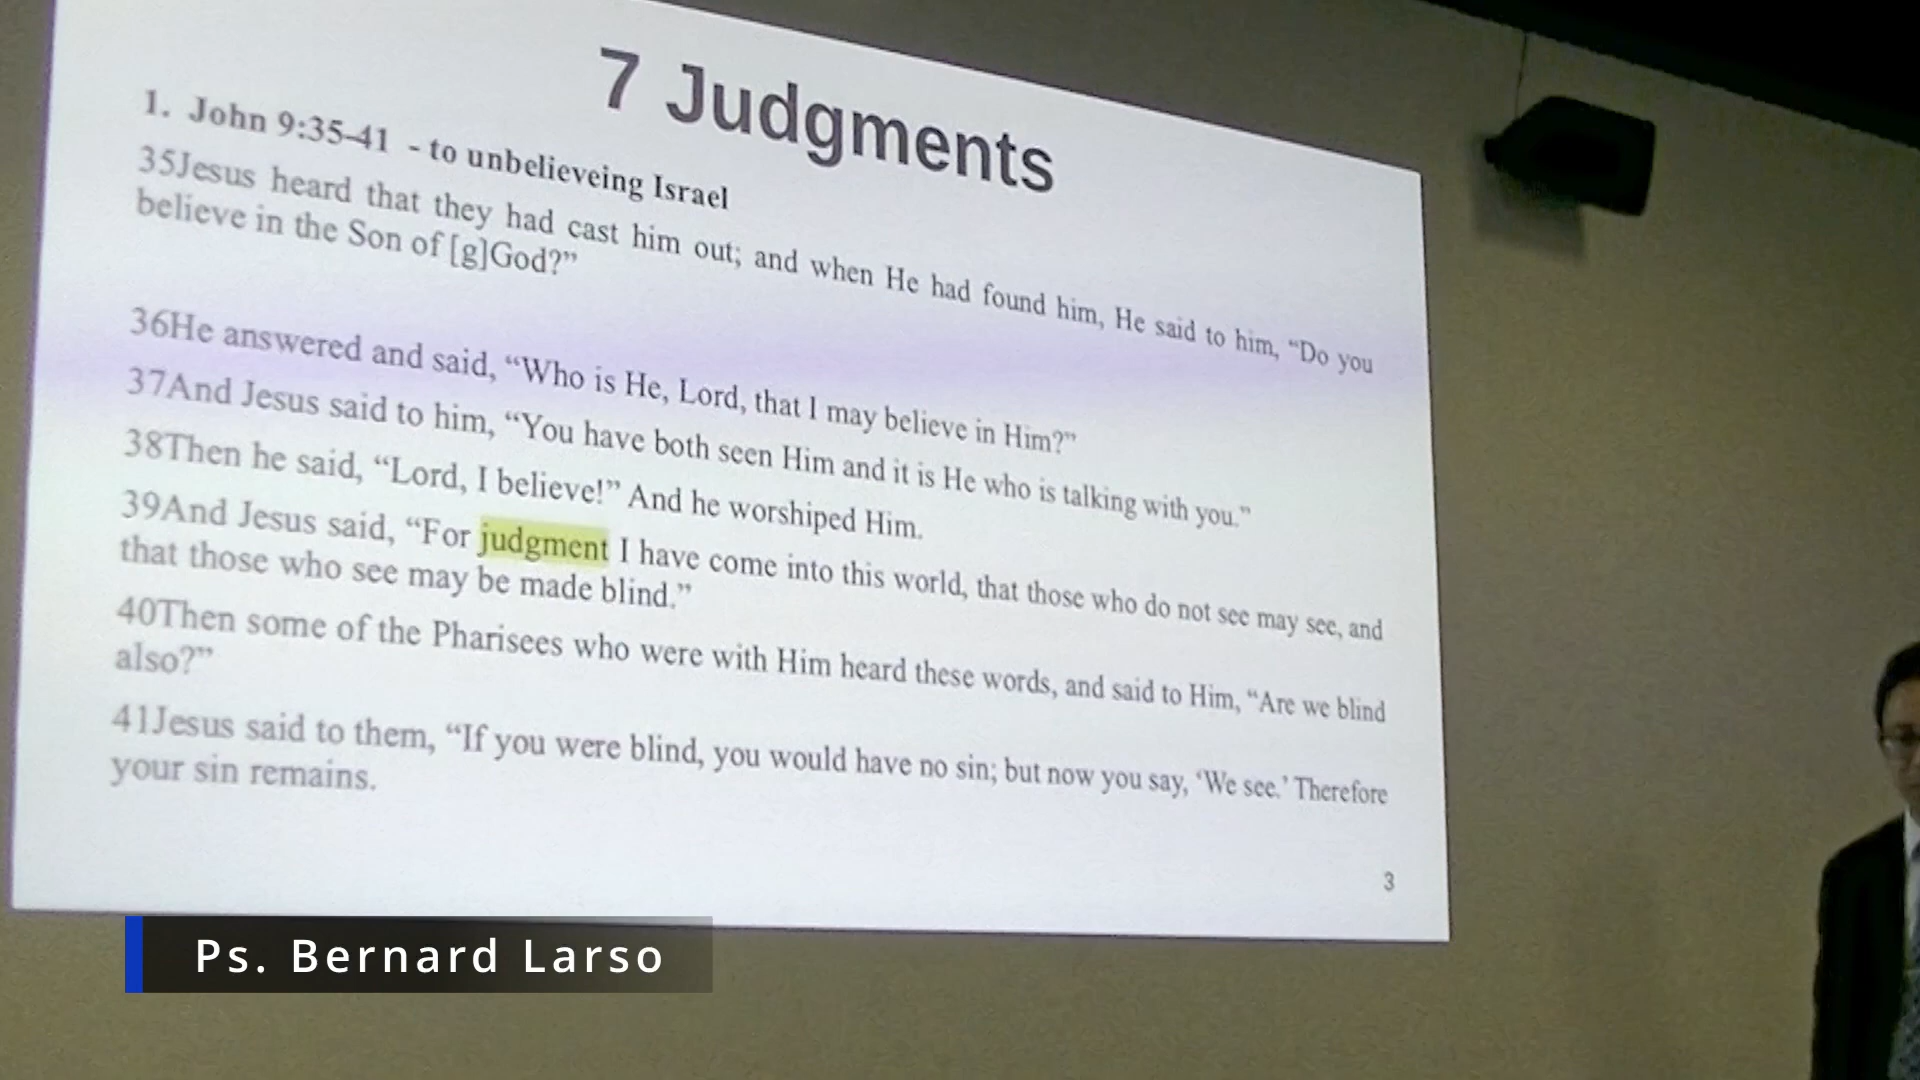 7 Judgments
1. John 9:35-41 - to unbelieveing Israel
35Jesus heard that they had cast him out; and when He had found him, He said to him, “Do you
believe in the Son of [g]God?”
36He answered and said, “Who is He, Lord, that I may believe in Him?”
37And Jesus said to him, “You have both seen Him and it is He who is talking with you.”
38Then he said, “Lord, I believe!” And he worshiped Him.
39And Jesus said, “For judgment I have come into this world, that those who do not see may see, and
that those who see may be made blind.”
40Then some of the Pharisees who were with Him heard these words, and said to Him, “Are we blind
also?”
41Jesus said to them, “If you were blind, you would have no sin; but now you say, ‘We see.’ Therefore
your sin remains.
3
Ps. Bernard Larso